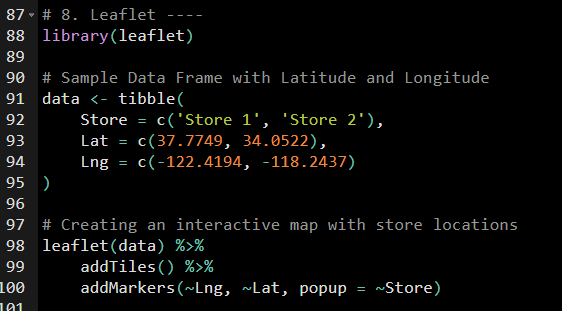 87 # 8. Leaflet ----
88 library(leaflet)
89
90 # Sample Data Frame with Latitude and Longitude
91 data <- tibble(
92     Store = c('Store 1', 'Store 2'),
93     Lat = c(37.7749, 34.0522),
94     Lng = c(-122.4194, -118.2437)
95 )
96
97 # Creating an interactive map with store locations
98 leaflet(data) %>%
99     addTiles() %>%
100     addMarkers(~Lng, ~Lat, popup = ~Store)
101